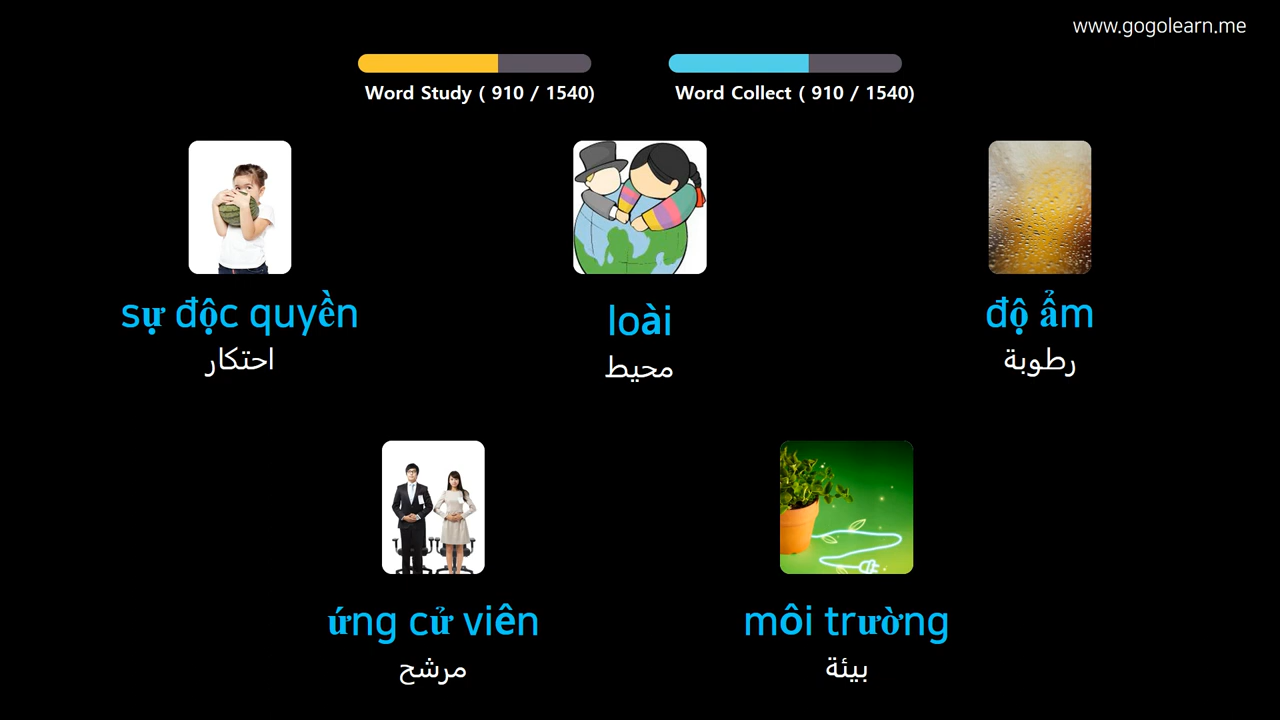 www.gogolearn.me
Word Study ( 910 / 1540)
Word Collect ( 910 / 1540)
sự độc quyền
احتكار
loài
محيط
độ ẩm
رطوبة
ứng cử viên
مرشح
môi trường
بيئة